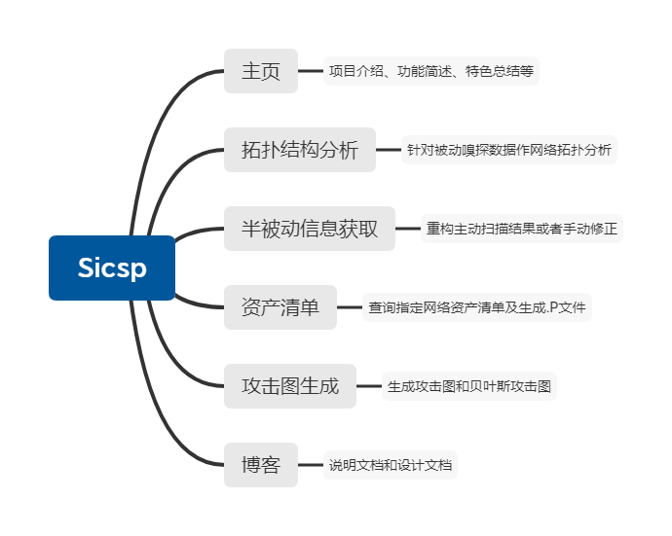 主页
项目介绍、功能简述、特色总结等
拓扑结构分析
针对被动嗅探数据作网络拓扑分析
半被动信息获取
重构主动扫描结果或者手动修正
Sicsp
资产清单
查询指定网络资产清单及生成.P文件
攻击图生成
生成攻击图和贝叶斯攻击图
博客
说明文档和设计文档